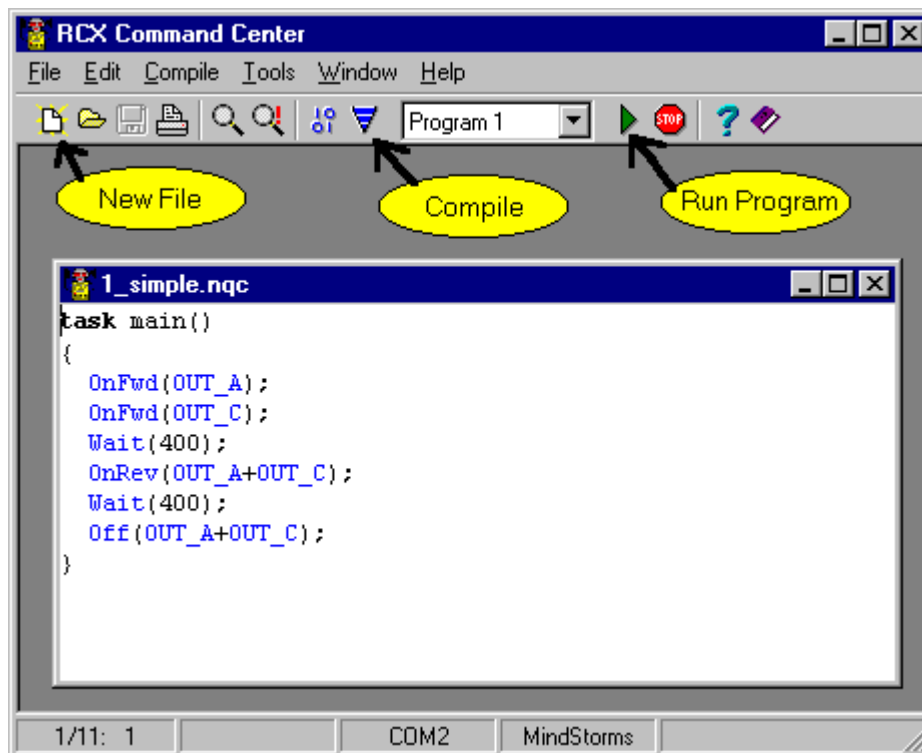 RCX Command Center
File Edit Compile Tools Window Help
Program 1
STOP
New File
Compile
Run Program
1_simple.nqc
task main()
{
  OnFwd(OUT_A);
  OnFwd(OUT_C);
  Wait(400);
  OnRev(OUT_A+OUT_C);
  Wait(400);
  Off(OUT_A+OUT_C);
}
1/11: 1 COM2 MindStorms